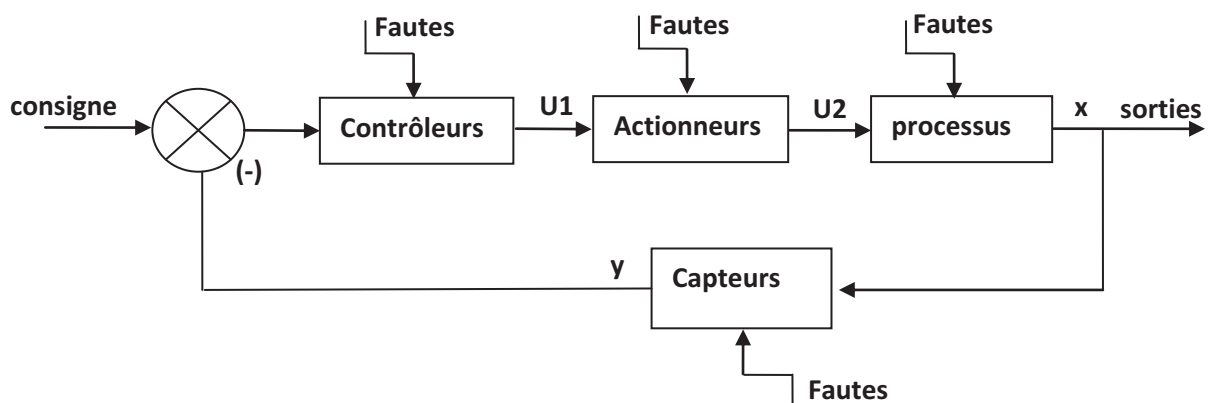 Fautes
Fautes
Fautes
consigne
Contrôleurs
U1
Actionneurs
U2
processus
x
sorties
(-)
y
Capteurs
Fautes